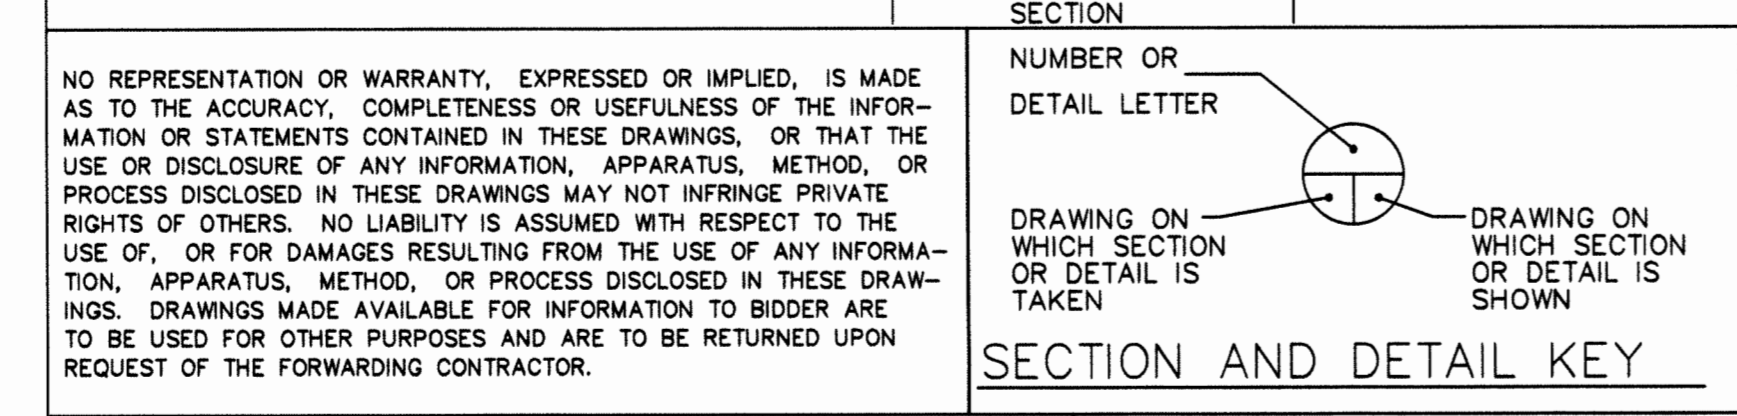 NO REPRESENTATION OR WARRANTY, EXPRESSED OR IMPLIED, IS MADE
AS TO THE ACCURACY, COMPLETENESS OR USEFULNESS OF THE INFOR-
MATION OR STATEMENTS CONTAINED IN THESE DRAWINGS, OR THAT THE
USE OR DISCLOSURE OF ANY INFORMATION, APPARATUS, METHOD, OR
PROCESS DISCLOSED IN THESE DRAWINGS MAY NOT INFRINGE PRIVATE
RIGHTS OF OTHERS. NO LIABILITY IS ASSUMED WITH RESPECT TO THE
USE OF, OR FOR DAMAGES RESULTING FROM THE USE OF ANY INFORMA-
TION, APPARATUS, METHOD, OR PROCESS DISCLOSED IN THESE DRAW-
INGS. DRAWINGS MADE AVAILABLE FOR INFORMATION TO BIDDER ARE
TO BE USED FOR OTHER PURPOSES AND ARE TO BE RETURNED UPON
REQUEST OF THE FORWARDING CONTRACTOR.
SECTION
NUMBER OR
DETAIL LETTER
DRAWING ON
WHICH SECTION
OR DETAIL IS
TAKEN
DRAWING ON
WHICH SECTION
OR DETAIL IS
SHOWN
SECTION AND DETAIL KEY